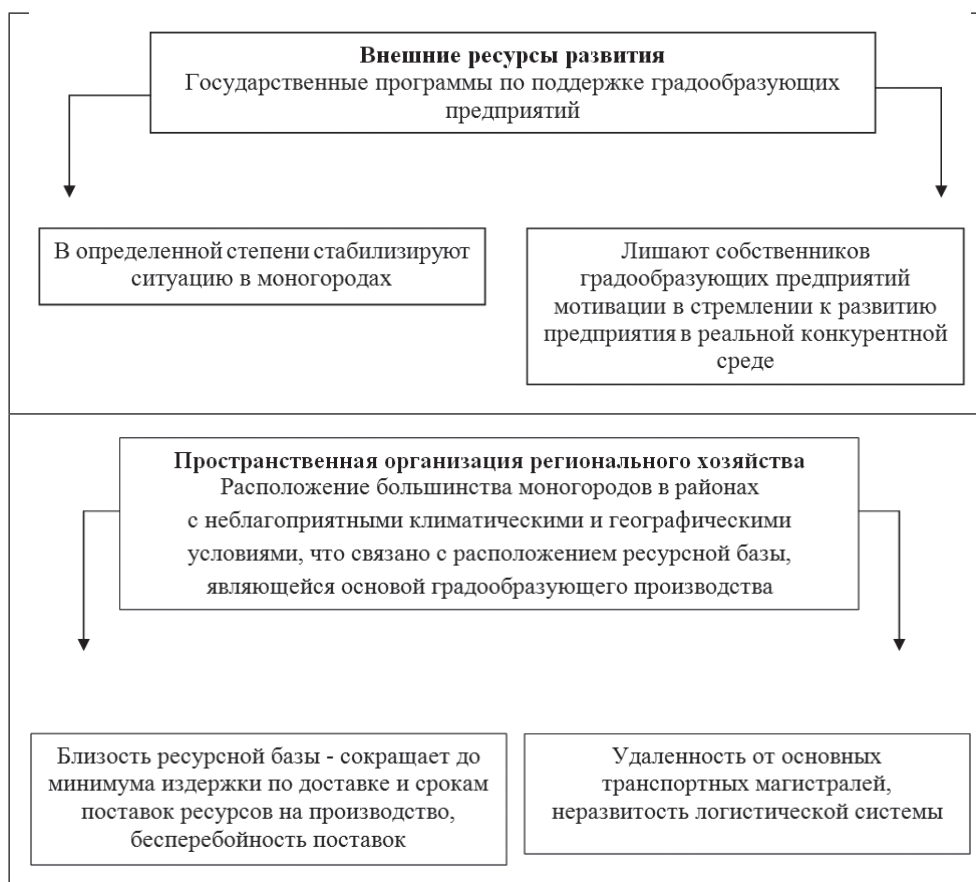 Внешние ресурсы развития
Государственные программы по поддержке градообразующих
предприятий
В определенной степени стабилизируют
ситуацию в моногородах
Лишают собственников
градообразующих предприятий
мотивации в стремлении к развитию
предприятия в реальной конкурентной
среде
Пространственная организация регионального хозяйства
Расположение большинства моногородов в районах
с неблагоприятными климатическими и географическими
условиями, что связано с расположением ресурсной базы,
являющейся основой градообразующего производства
Близость ресурсной базы - сокращает до
минимума издержки по доставке и срокам
поставок ресурсов на производство,
бесперебойность поставок
Удаленность от основных
транспортных магистралей,
неразвитость логистической системы